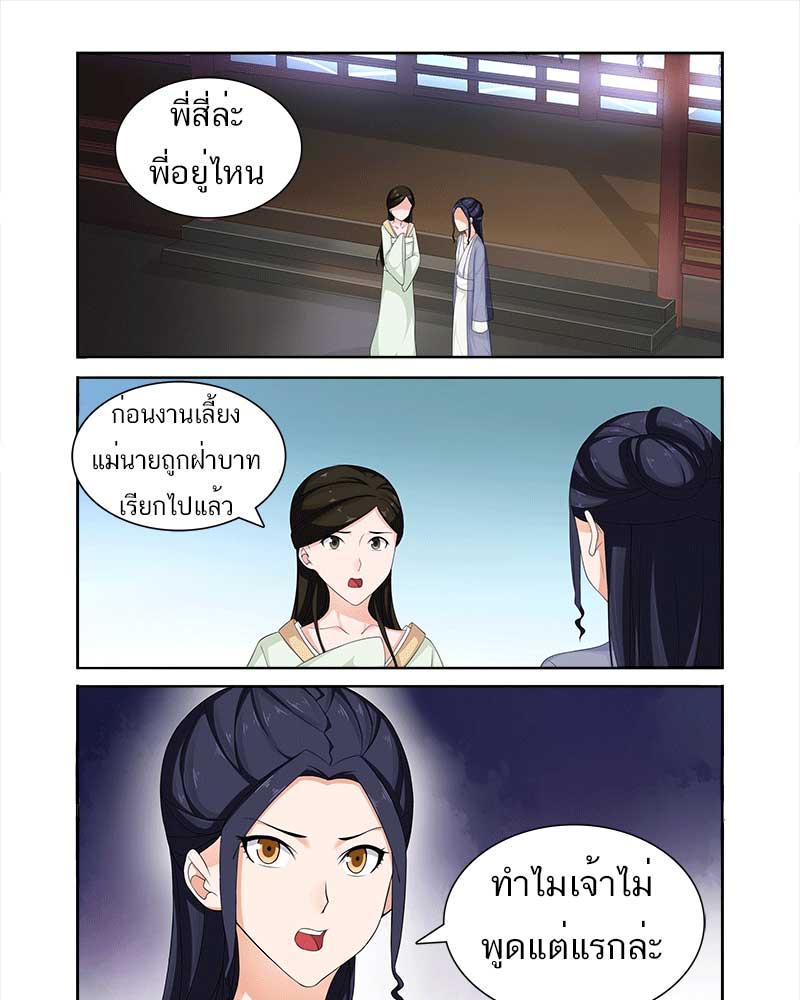 พี่สี่ล่ะ
พี่อยู่ไหน
ก่อนงานเลี้ยง
แม่นายถูกฝ่าบาท
เรียกไปแล้ว
ทำไมเจ้าไม่
พูดแต่แรกล่ะ